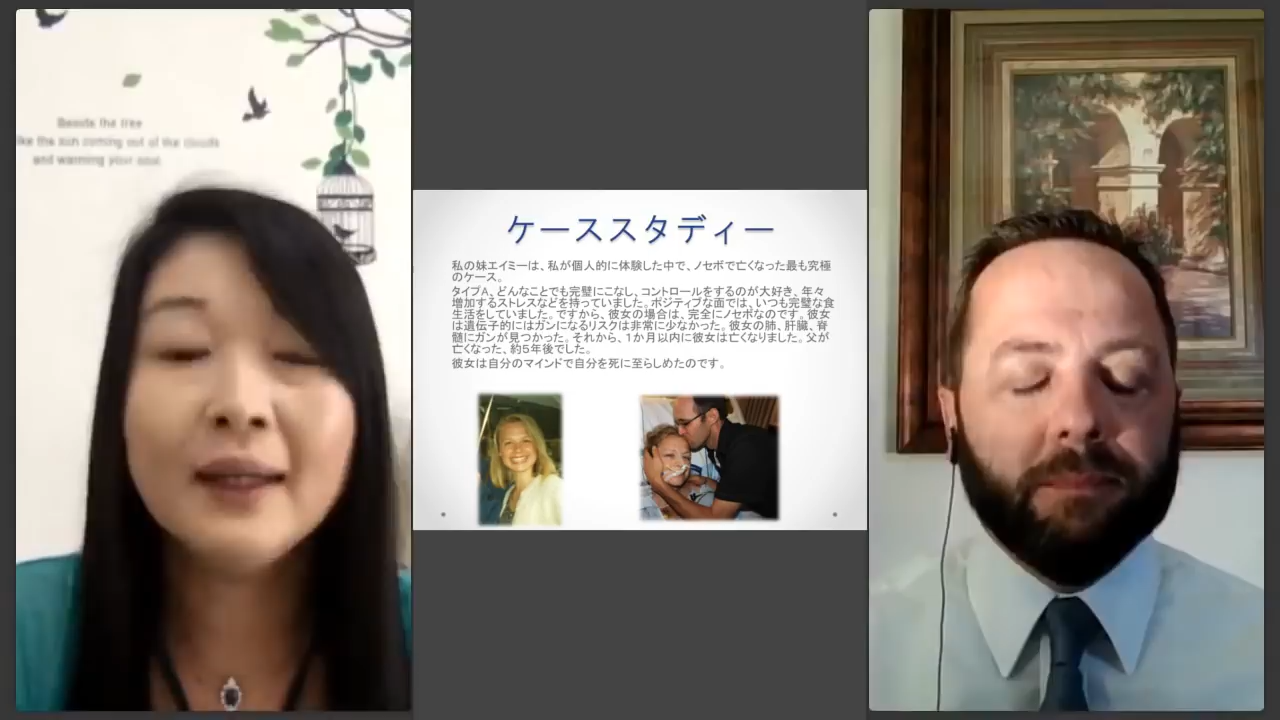 Beside the tree
like the sun coming out of the clouds
and warming your soul
ケーススタディー
私の妹エイミーは、私が個人的に体験した中で、ノセボで亡くなった最も究極
のケース。
タイプA、どんなことでも完璧にこなし、コントロールをするのが大好き、年々
増加するストレスなどを持っていました。ポジティブな面では、いつも完璧な食
生活をしていました。ですから、彼女の場合は、完全にノセボなのです。彼女
は遺伝子的にはガンになるリスクは非常に少なかった。彼女の肺、肝臓、脊
髄にガンが見つかった。それから、1か月以内に彼女は亡くなりました。父が
亡くなった、約5年後でした。
彼女は自分のマインドで自分を死に至らしめたのです。